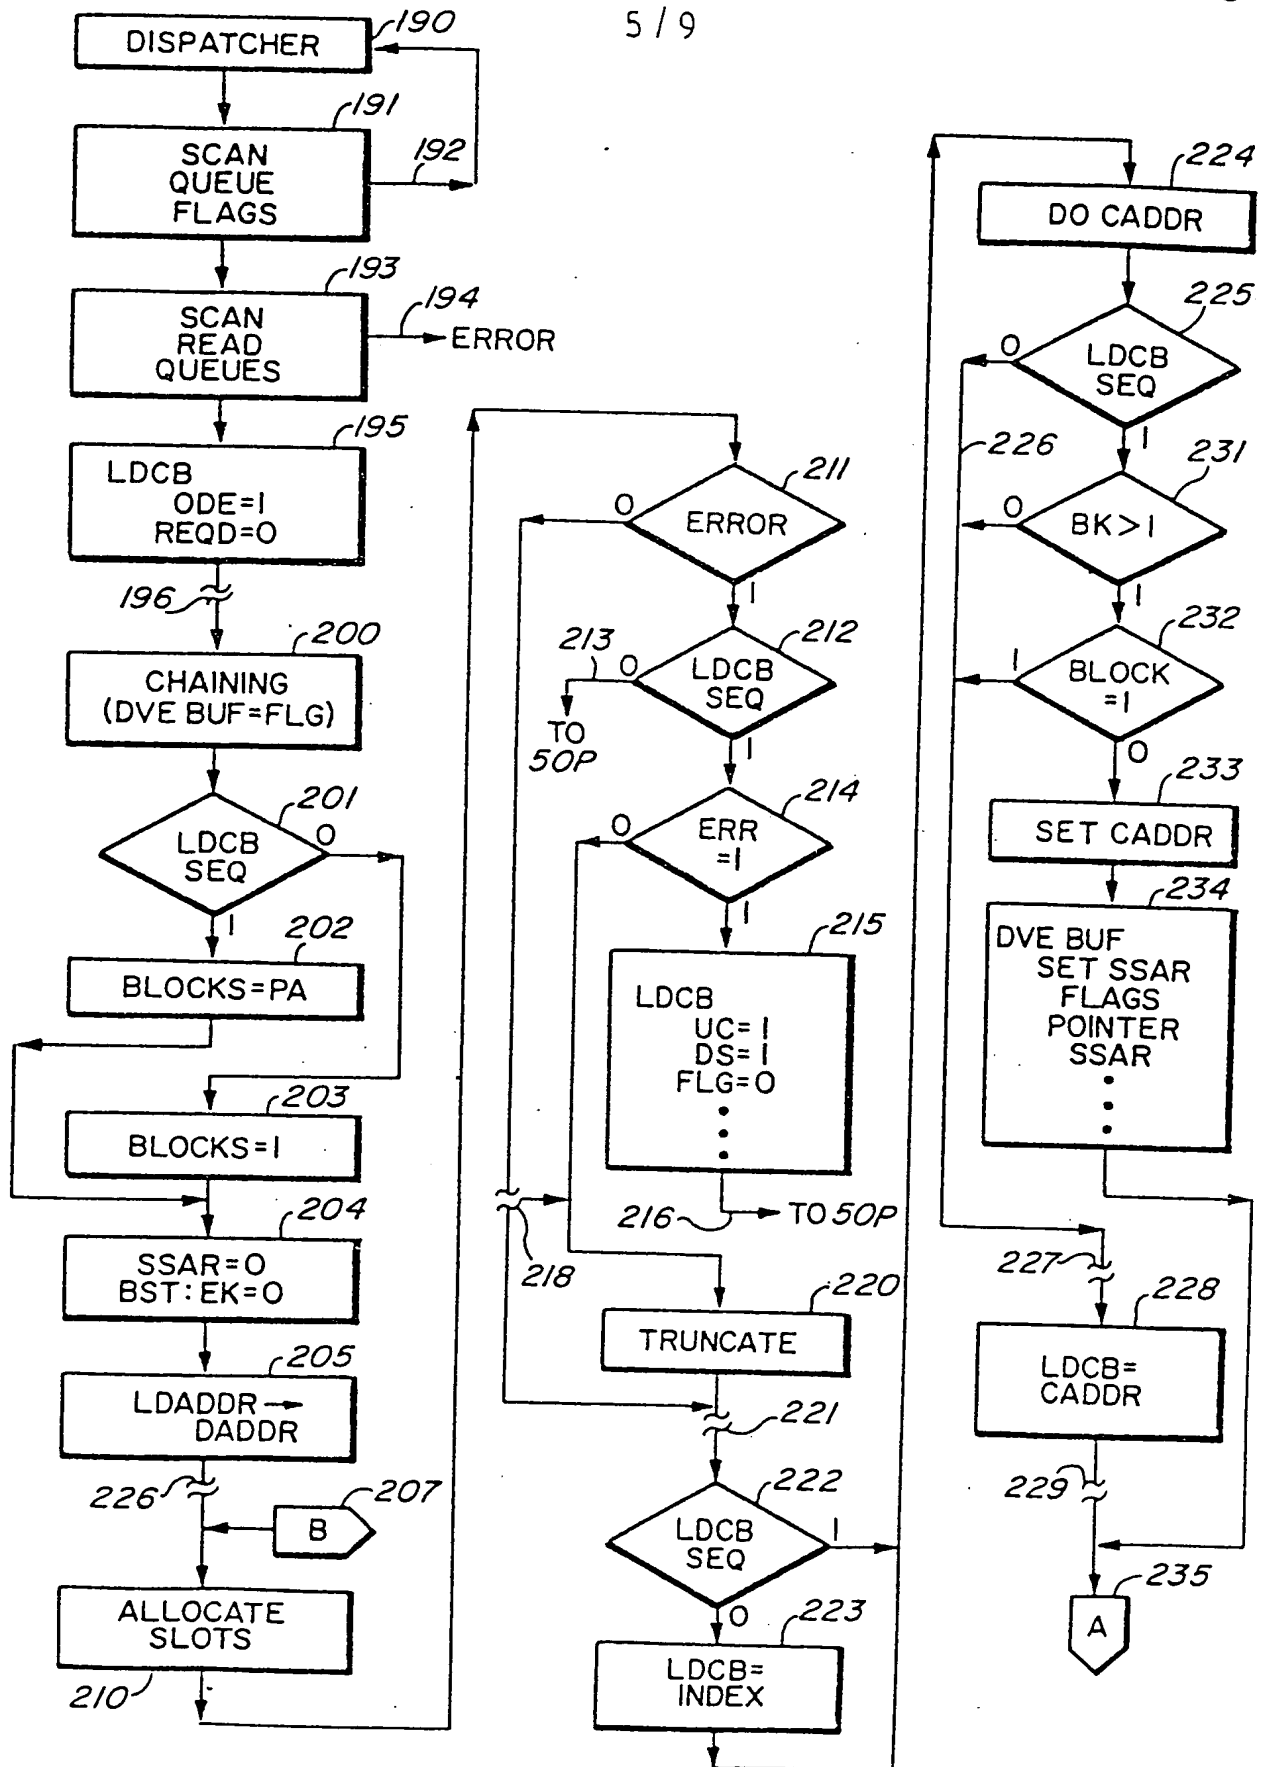 5/9
190
DISPATCHER
191
SCAN
QUEUE
FLAGS
192
193
SCAN
READ
QUEUES
194
ERROR
195
LDCB
ODE=1
REQD=0
196
200
CHAINING
(DVE BUF=FLG)
201
LDCB
SEQ
0
1
202
BLOCKS=PA
203
BLOCKS=1
204
SSAR=0
BST:EK=0
205
LDADDR→
DADDR
226
207
B
ALLOCATE
SLOTS
210
211
ERROR
0
1
212
LDCB
SEQ
213
0
1
TO
50P
214
ERR
=1
0
1
215
LDCB
UC=1
DS=1
FLG=0
216
TO 50P
218
220
TRUNCATE
221
222
LDCB
SEQ
1
0
223
LDCB=
INDEX
224
DO CADDR
225
LDCB
SEQ
0
1
226
231
BK>1
0
1
232
BLOCK
=1
1
0
233
SET CADDR
234
DVE BUF
SET SSAR
FLAGS
POINTER
SSAR
227
228
LDCB=
CADDR
229
235
A